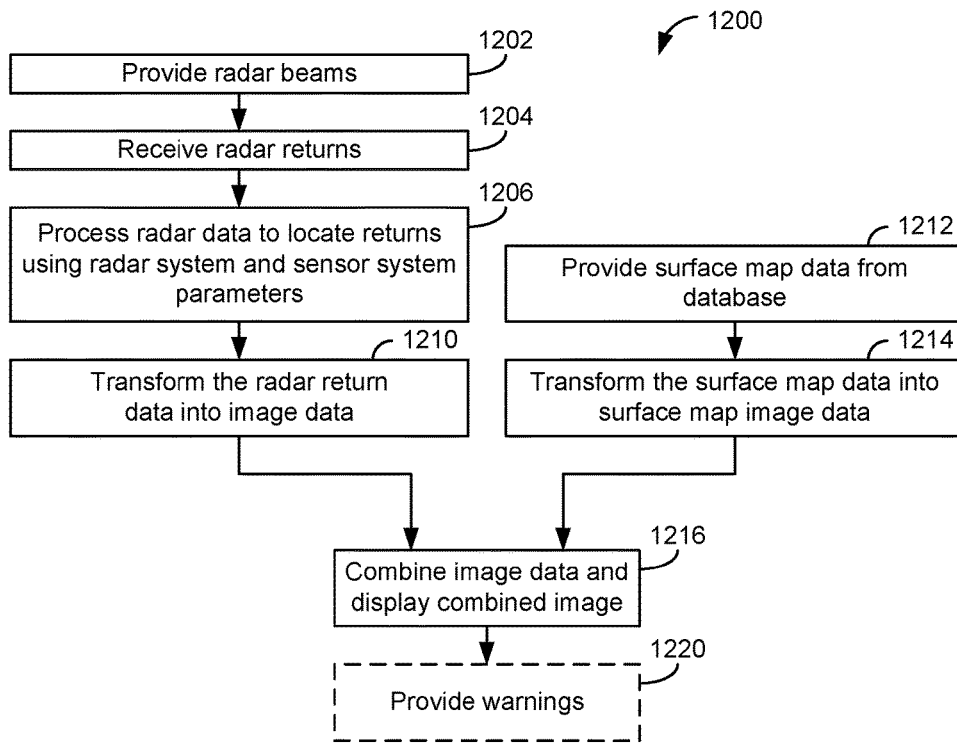 1200
1202
Provide radar beams
1204
Receive radar returns
1206
Process radar data to locate returns
using radar system and sensor system
parameters
1212
Provide surface map data from
database
1210
Transform the radar return
data into image data
1214
Transform the surface map data into
surface map image data
1216
Combine image data and
display combined image
1220
Provide warnings